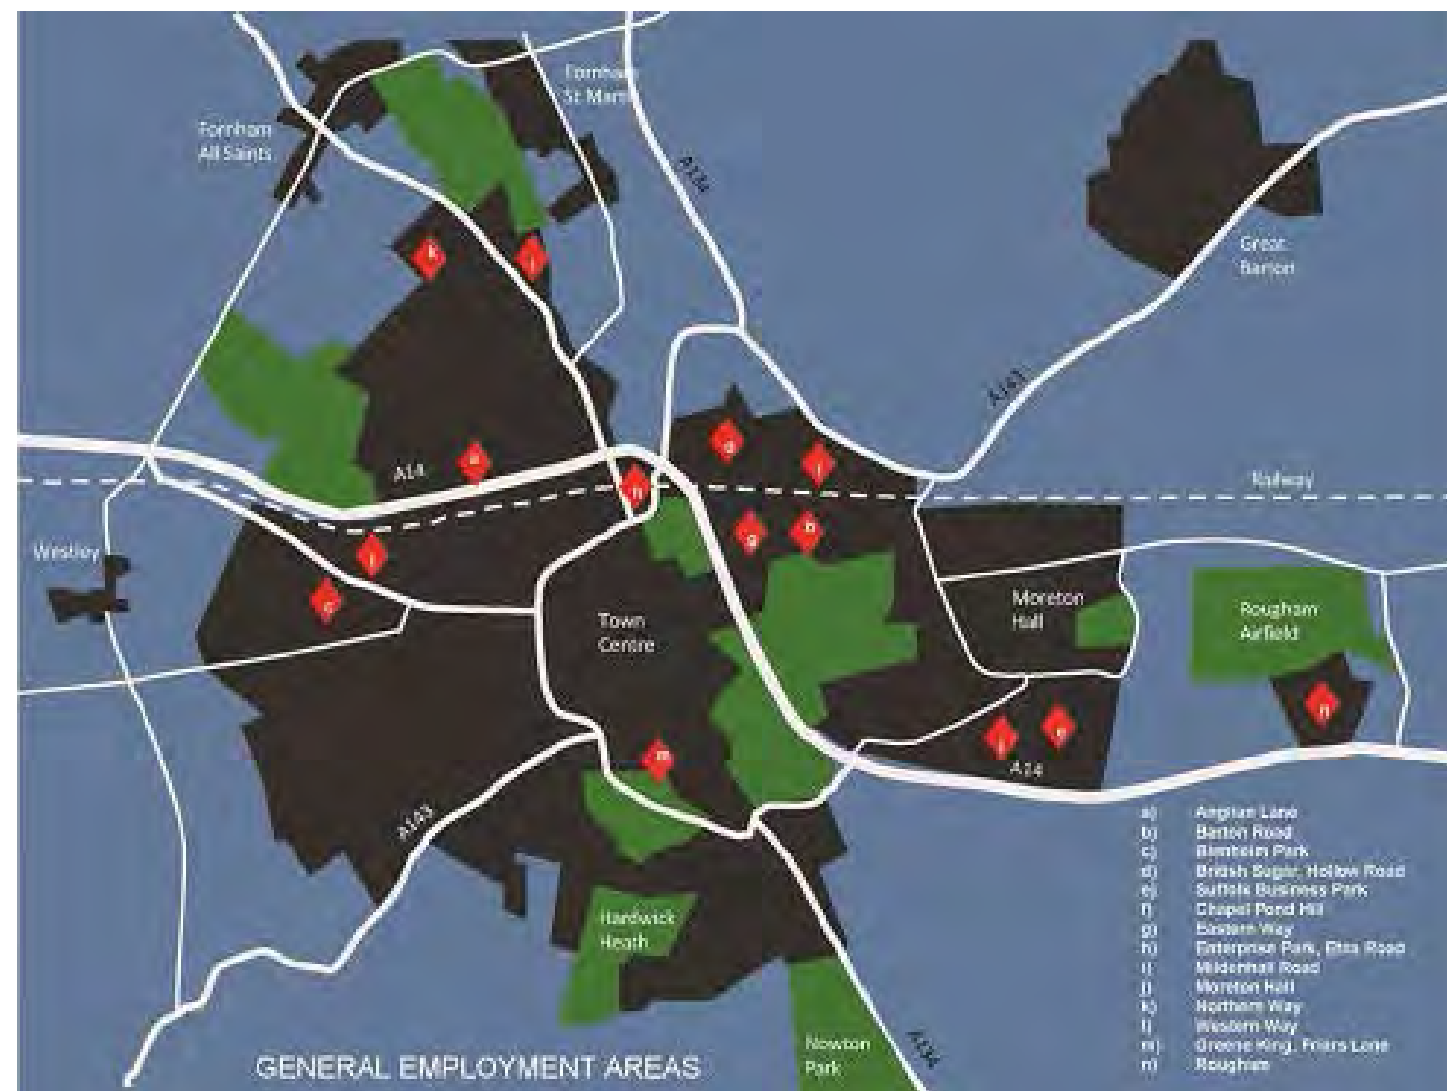 Fornham
St Martin
Fornham
All Saints
A134
k
Great
Barton
A143
A14
Railway
h
g
b
Westley
c
Moreton
Hall
Rougham
Airfield
Town
Centre
n
j
e
m
A14
A143
Hardwick
Heath
Nowton
Park
A134
a) Anglian Lane
b) Barton Road
c) Blenheim Park
d) British Sugar, Hollow Road
e) Suffolk Business Park
f) Chapel Pond Hill
g) Eastern Way
h) Enterprise Park, Etna Road
i) Mildenhall Road
j) Moreton Hall
k) Northern Way
l) Western Way
m) Greene King, Friars Lane
n) Rougham
GENERAL EMPLOYMENT AREAS